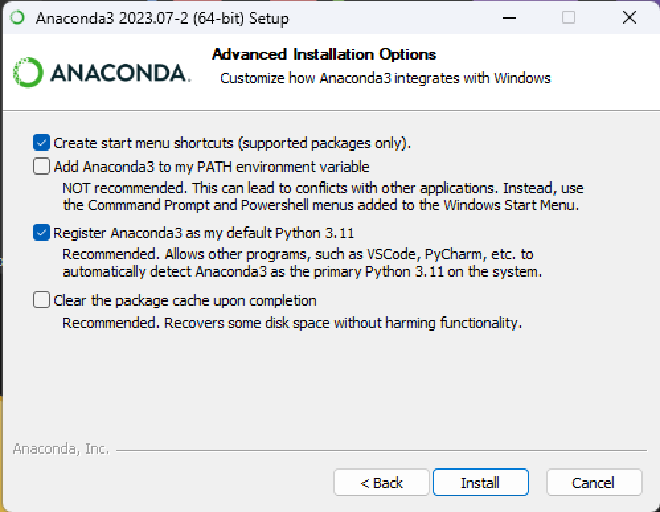 Anaconda3 2023.07-2 (64-bit) Setup
Advanced Installation Options
Customize how Anaconda3 integrates with Windows
ANACONDA.
Create start menu shortcuts (supported packages only).
Add Anaconda3 to my PATH environment variable
NOT recommended. This can lead to conflicts with other applications. Instead, use
the Commmand Prompt and Powershell menus added to the Windows Start Menu.
Register Anaconda3 as my default Python 3.11
Recommended. Allows other programs, such as VSCode, PyCharm, etc. to
automatically detect Anaconda3 as the primary Python 3.11 on the system.
Clear the package cache upon completion
Recommended. Recovers some disk space without harming functionality.
Anaconda, Inc.
< Back
Install
Cancel